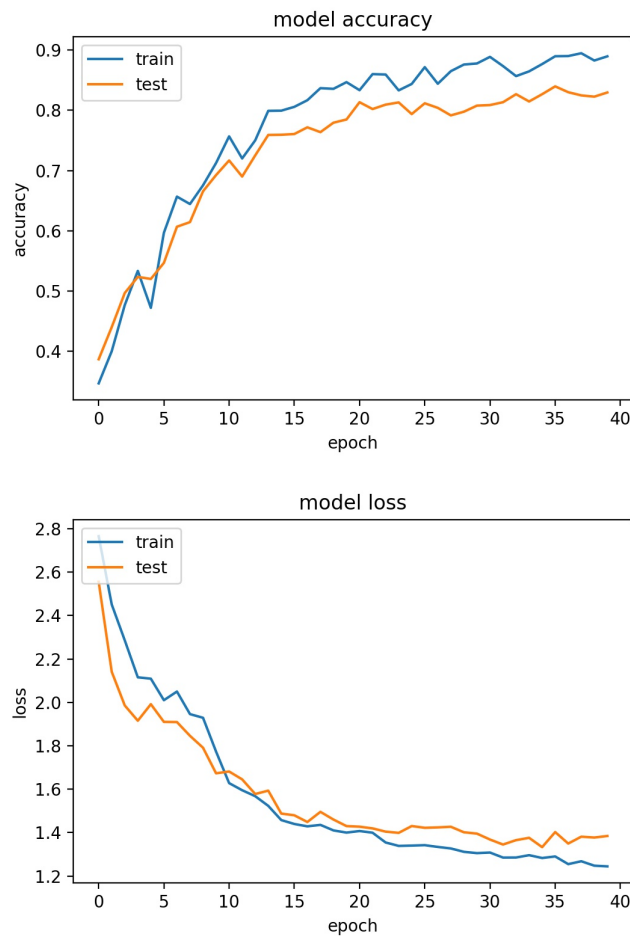 model accuracy
train
test
0.9
0.8
0.7
0.6
0.5
0.4
accuracy
0 5 10 15 20 25 30 35 40
epoch
model loss
train
test
2.8
2.6
2.4
2.2
2.0
1.8
1.6
1.4
1.2
loss
0 5 10 15 20 25 30 35 40
epoch